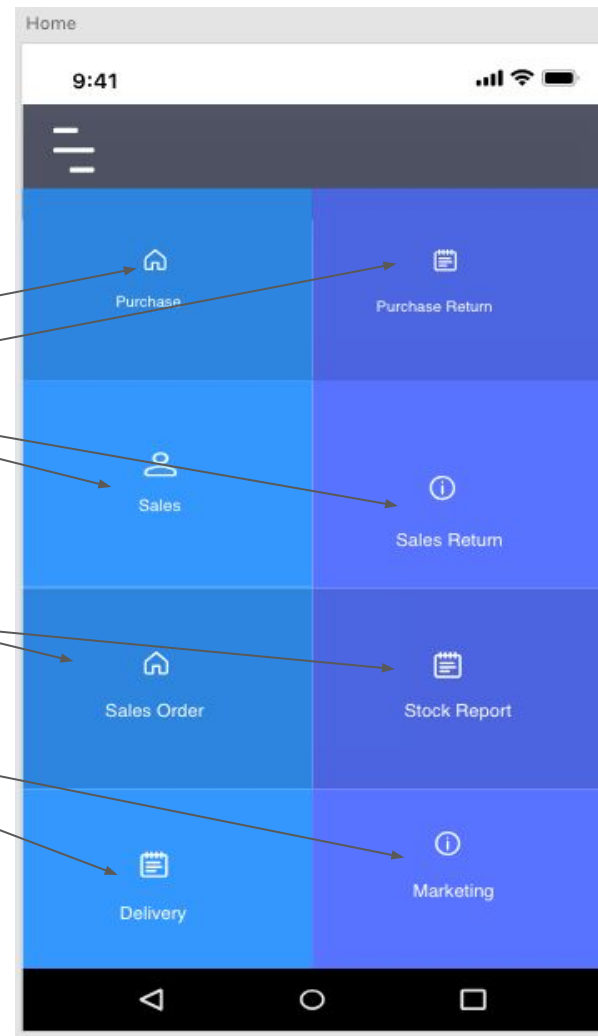 Home
9:41
Purchase
Purchase Return
Sales
Sales Return
Sales Order
Stock Report
Delivery
Marketing